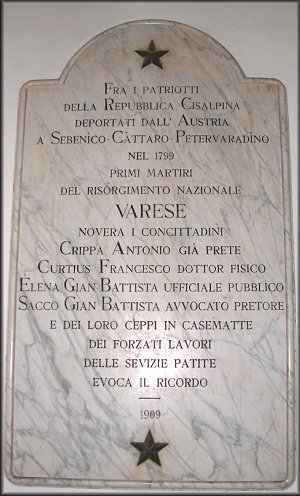 FRA I PATRIOTTI
DELLA REPUBBLICA CISALPINA
DEPORTATI DALL' AUSTRIA
A SEBENICO·CÀTTARO·PETERVARADINO
NEL 1799
PRIMI MARTIRI
DEL RISORGIMENTO NAZIONALE
VARESE
NOVERA I CONCITTADINI
CRIPPA ANTONIO GIÀ PRETE
CURTIUS FRANCESCO DOTTOR FISICO
ELENA GIAN BATTISTA UFFICIALE PUBBLICO
SACCO GIAN BATTISTA AVVOCATO PRETORE
E DEI LORO CEPPI IN CASEMATTE
DEI FORZATI LAVORI
DELLE SEVIZIE PATITE
EVOCA IL RICORDO
1909